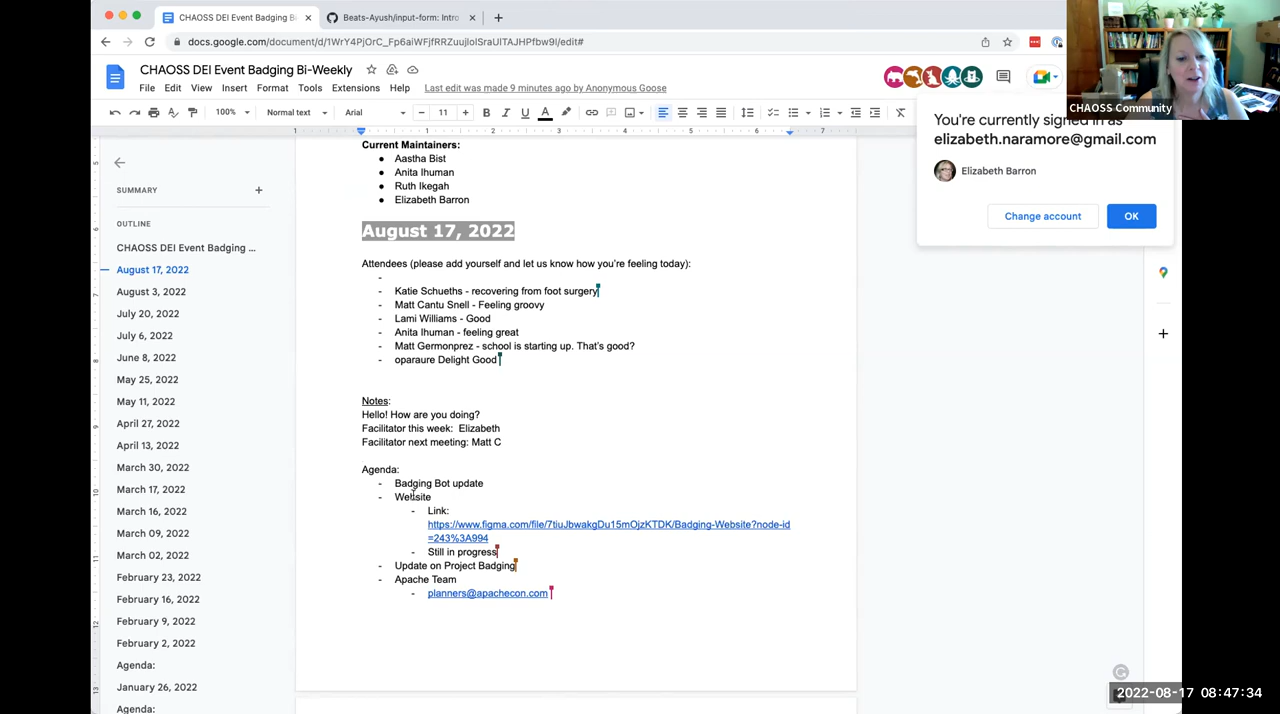 CHAOSS DEI Event Badging Bi
Beats-Ayush/input-form: Intro
docs.google.com/document/d/1WrY4PjOrC_Fp6aiWFjfRRZuujIolSraUlTAJHPfbw9I/edit#
CHAOSS DEI Event Badging Bi-Weekly
File Edit View Insert Format Tools Extensions Help Last edit was made 9 minutes ago by Anonymous Goose
100% Normal text Arial 11
CHAOSS Community
You're currently signed in as
elizabeth.naramore@gmail.com
Elizabeth Barron
Change account OK
SUMMARY
OUTLINE
CHAOSS DEI Event Badging ...
August 17, 2022
August 3, 2022
July 20, 2022
July 6, 2022
June 8, 2022
May 25, 2022
May 11, 2022
April 27, 2022
April 13, 2022
March 30, 2022
March 17, 2022
March 16, 2022
March 09, 2022
March 02, 2022
February 23, 2022
February 16, 2022
February 9, 2022
February 2, 2022
Agenda:
January 26, 2022
Agenda:
Current Maintainers:
● Aastha Bist
● Anita Ihuman
● Ruth Ikegah
● Elizabeth Barron
August 17, 2022
Attendees (please add yourself and let us know how you're feeling today):
-
- Katie Schueths - recovering from foot surgery
- Matt Cantu Snell - Feeling groovy
- Lami Williams - Good
- Anita Ihuman - feeling great
- Matt Germonprez - school is starting up. That's good?
- oparaure Delight Good
Notes:
Hello! How are you doing?
Facilitator this week: Elizabeth
Facilitator next meeting: Matt C
Agenda:
- Badging Bot update
- Website
- Link:
https://www.figma.com/file/7tiuJbwakgDu15mOjzKTDK/Badging-Website?node-id
=243%3A994
- Still in progress
- Update on Project Badging
- Apache Team
- planners@apachecon.com
2022-08-17 08:47:34